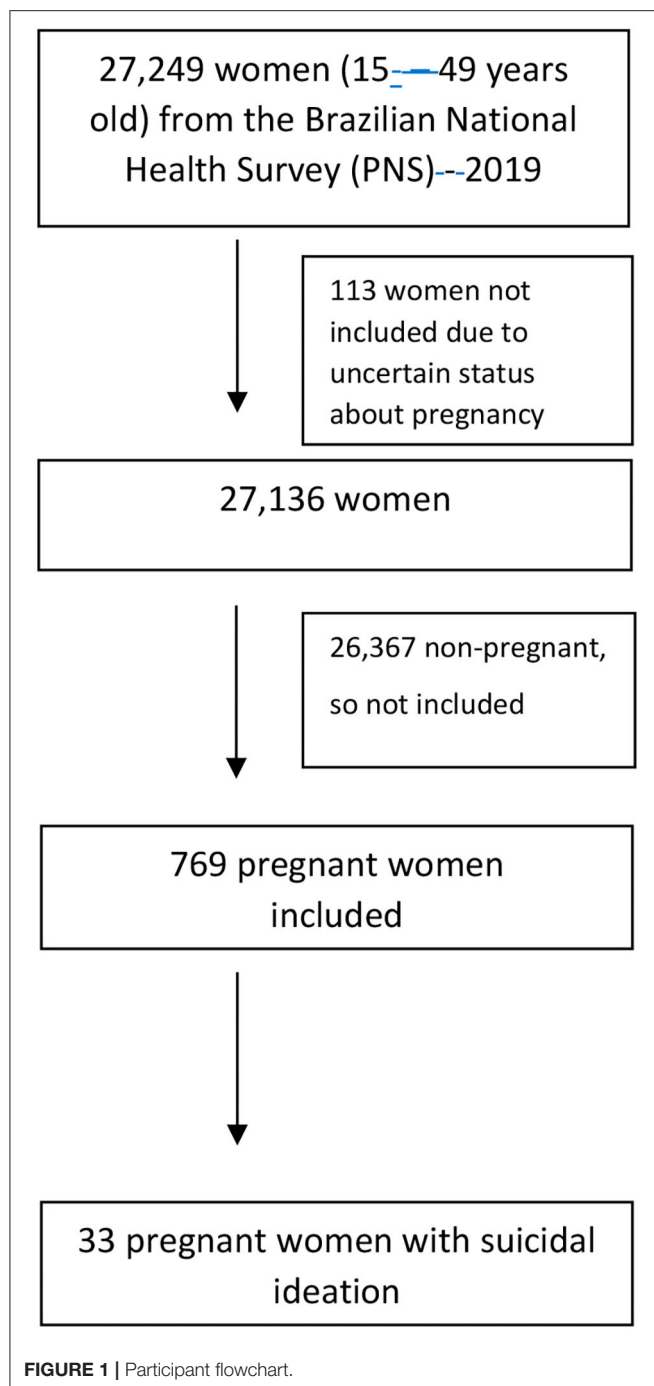 27,249 women (15-—49 years
old) from the Brazilian National
Health Survey (PNS)---2019
113 women not
included due to
uncertain status
about pregnancy
27,136 women
26,367 non-pregnant,
so not included
769 pregnant women
included
33 pregnant women with suicidal
ideation
FIGURE 1 | Participant flowchart.